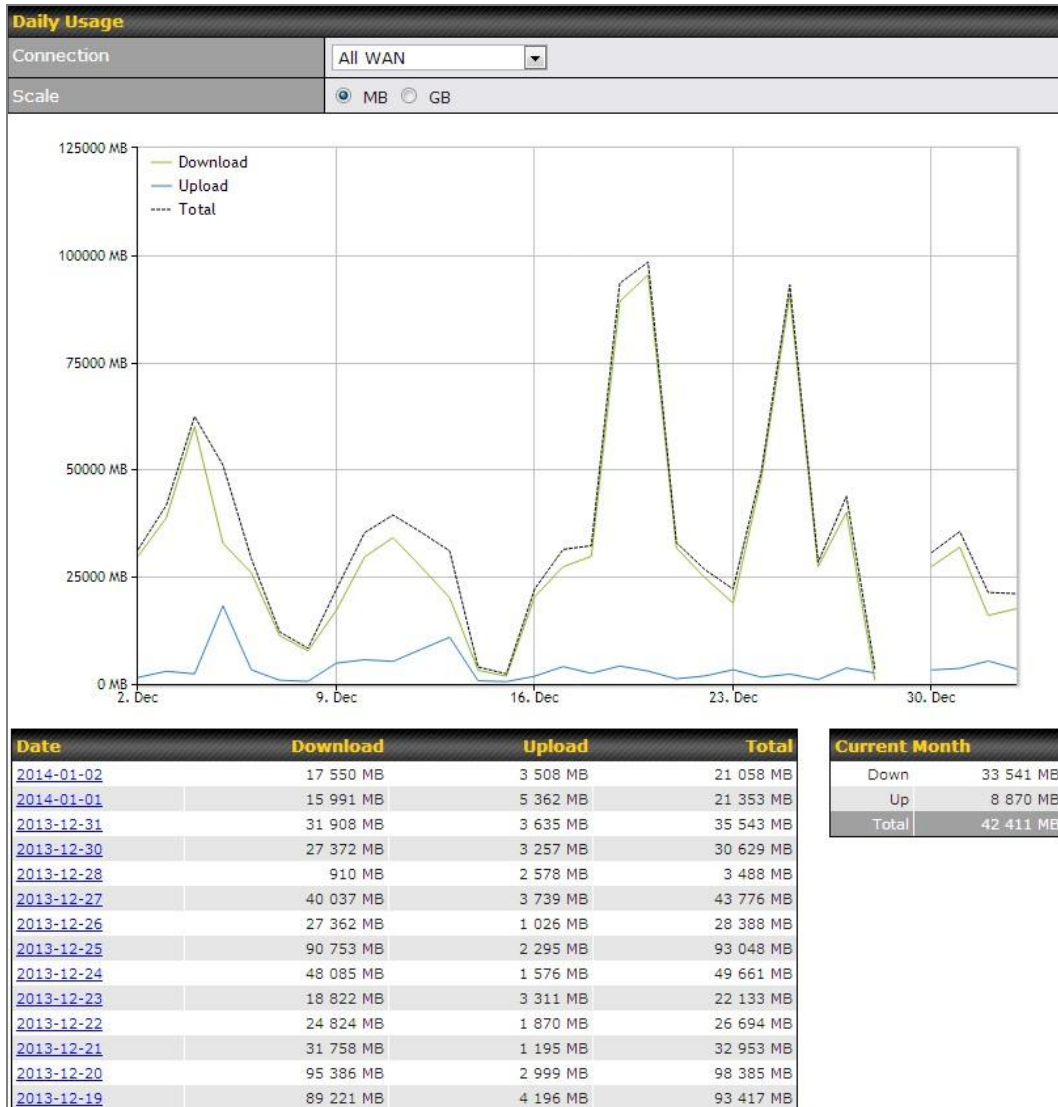 Daily Usage
Connection All WAN
Scale MB GB
125000 MB
Download
Upload
Total
100000 MB
75000 MB
50000 MB
25000 MB
0 MB
2. Dec 9. Dec 16. Dec 23. Dec 30. Dec
Date Download Upload Total
2014-01-02 17 550 MB 3 508 MB 21 058 MB
2014-01-01 15 991 MB 5 362 MB 21 353 MB
2013-12-31 31 908 MB 3 635 MB 35 543 MB
2013-12-30 27 372 MB 3 257 MB 30 629 MB
2013-12-28 910 MB 2 578 MB 3 488 MB
2013-12-27 40 037 MB 3 739 MB 43 776 MB
2013-12-26 27 362 MB 1 026 MB 28 388 MB
2013-12-25 90 753 MB 2 295 MB 93 048 MB
2013-12-24 48 085 MB 1 576 MB 49 661 MB
2013-12-23 18 822 MB 3 311 MB 22 133 MB
2013-12-22 24 824 MB 1 870 MB 26 694 MB
2013-12-21 31 758 MB 1 195 MB 32 953 MB
2013-12-20 95 386 MB 2 999 MB 98 385 MB
2013-12-19 89 221 MB 4 196 MB 93 417 MB
Current Month
Down 33 541 MB
Up 8 870 MB
Total 42 411 MB